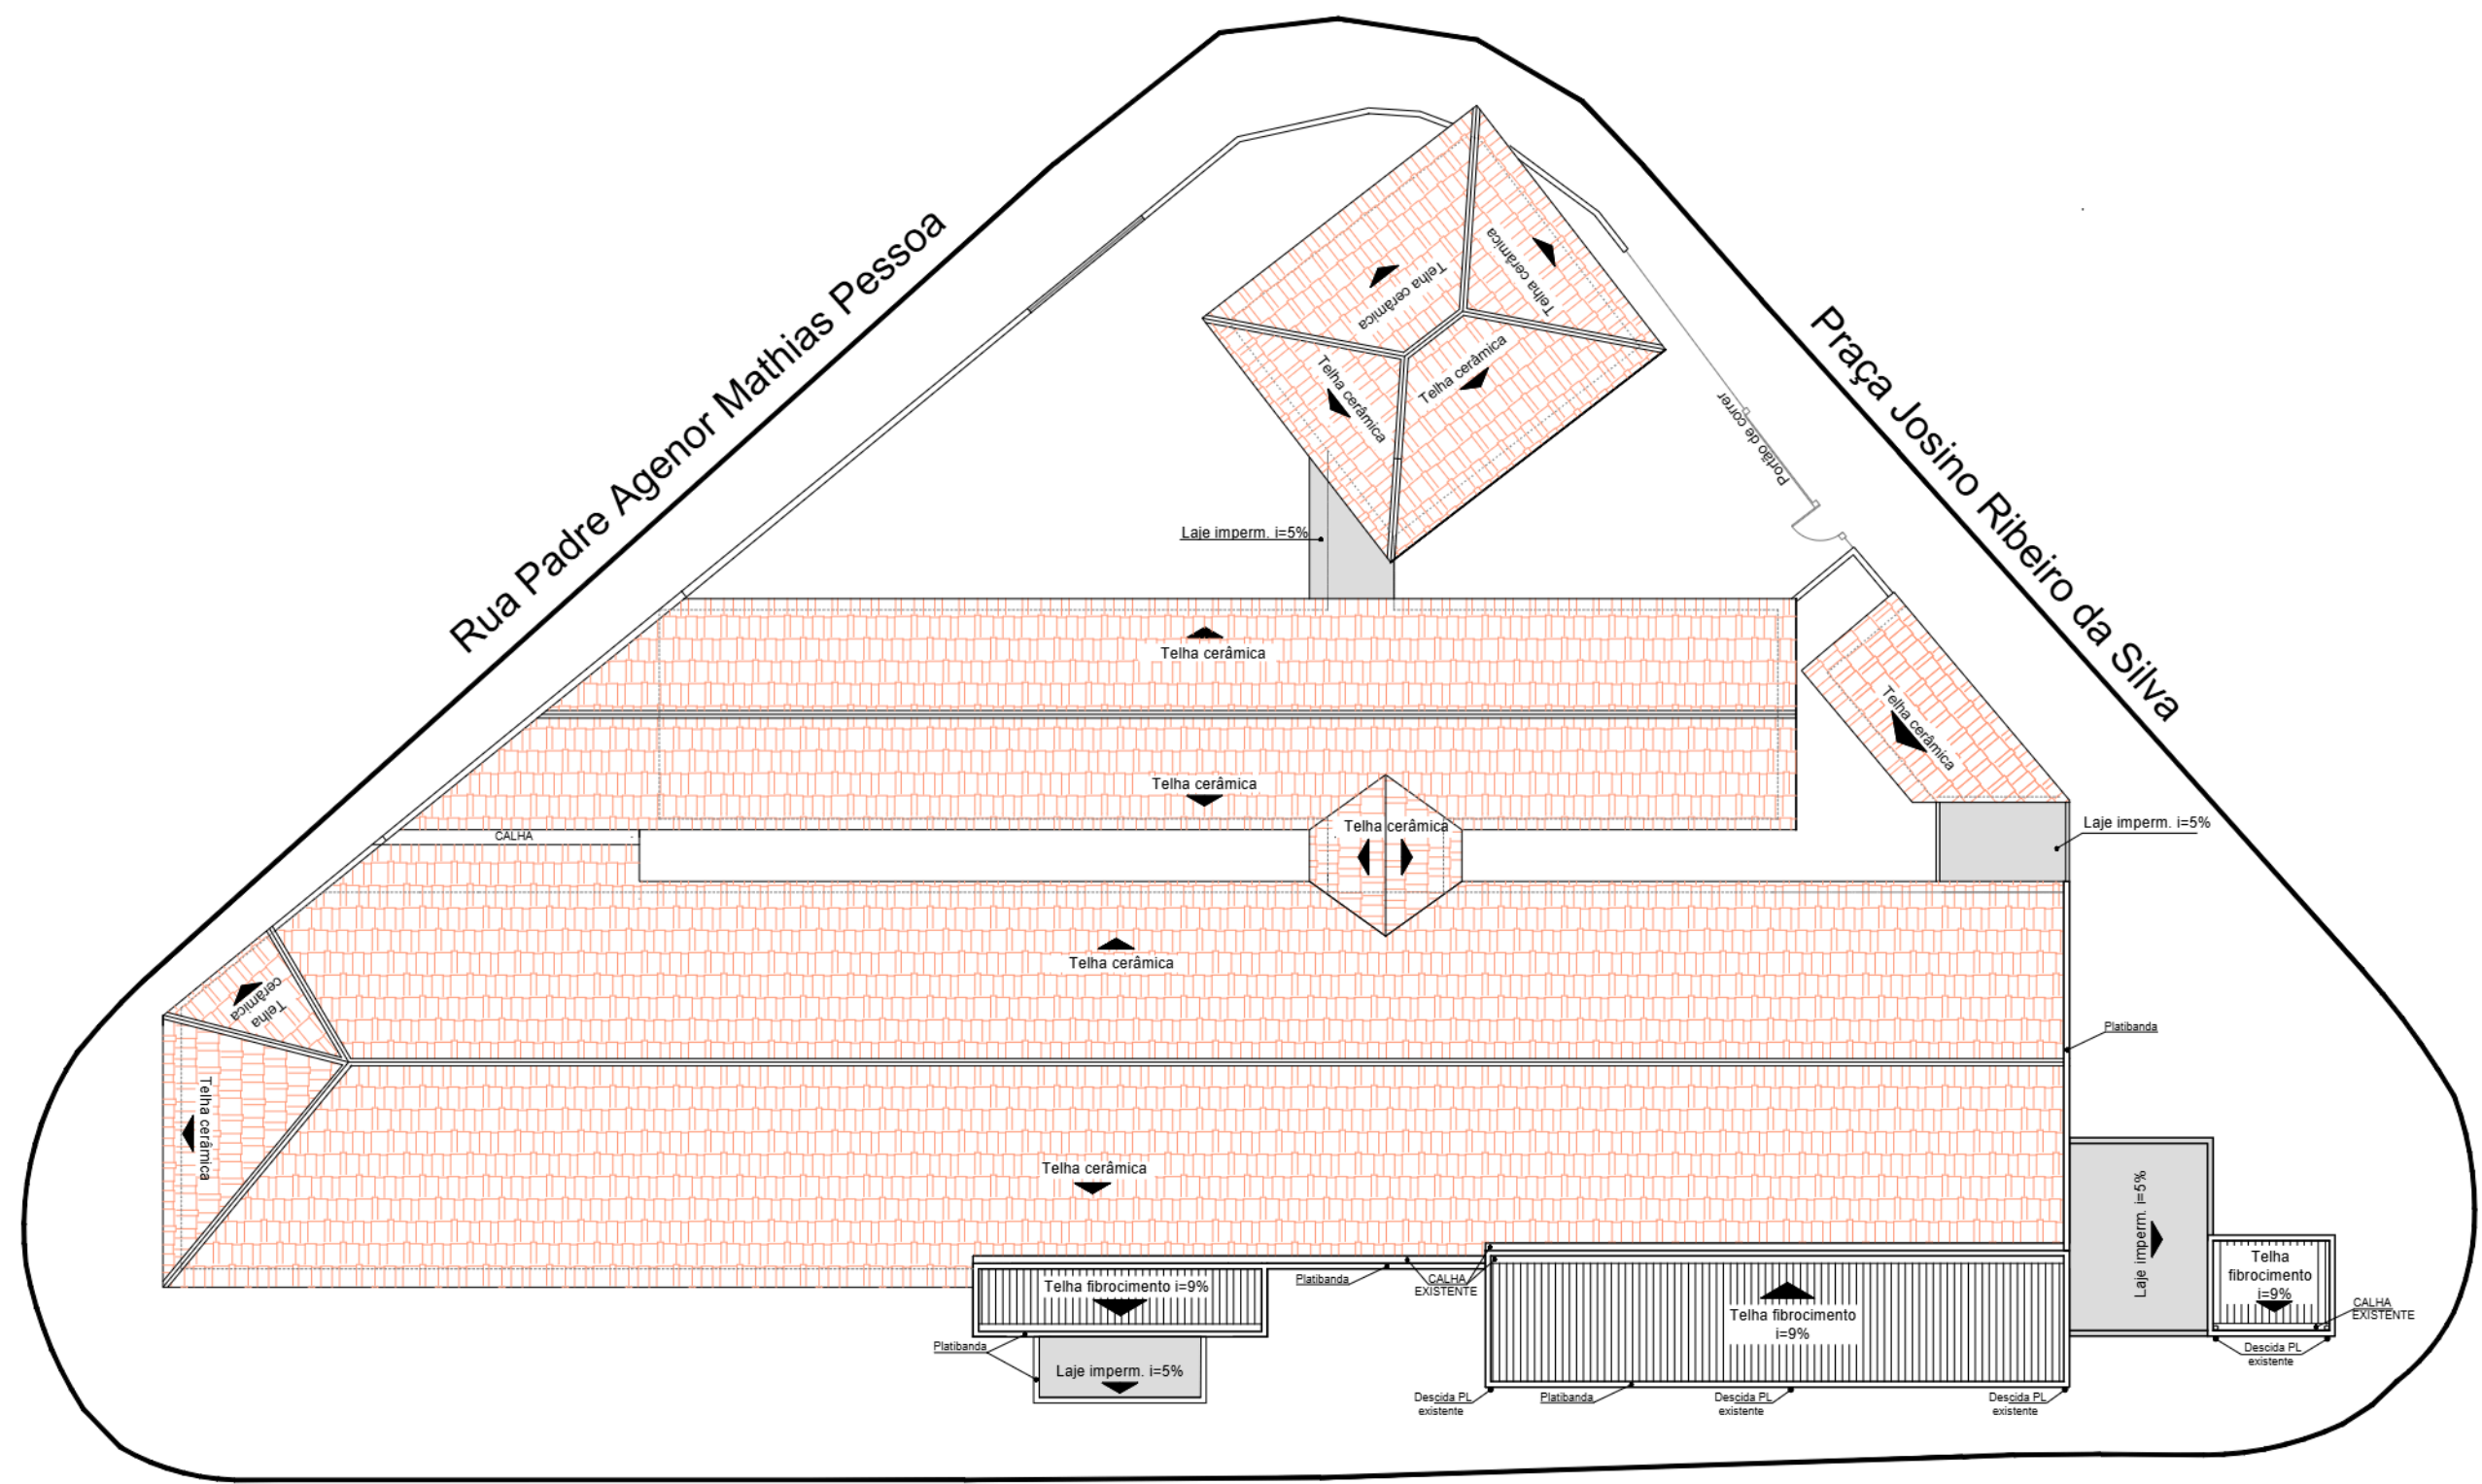 Rua Padre Agenor Mathias Pessoa
Praça Josino Ribeiro da Silva
Telha cerâmica
Telha cerâmica
Telha cerâmica
Telha cerâmica
Portão de correr
Laje imperm. i=5%
Telha cerâmica
Telha cerâmica
Telha cerâmica
CALHA
Telha cerâmica
Laje imperm. i=5%
Telha cerâmica
Telha
cerâmica
Platibanda
Telha cerâmica
Telha cerâmica
Laje imperm. i=5%
Telha
fibrocimento
i=9%
CALHA
EXISTENTE
Descida PL
existente
Telha fibrocimento i=9%
Platibanda
CALHA
EXISTENTE
Telha fibrocimento
i=9%
Platibanda
Laje imperm. i=5%
Descida PL
existente
Platibanda
Descida PL
existente
Descida PL
existente